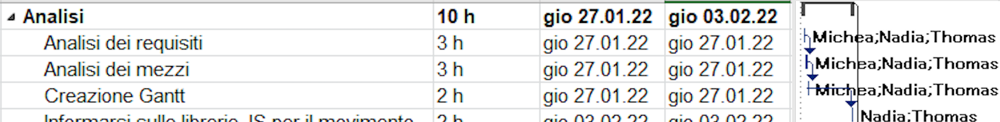 Analisi 10 h gio 27.01.22 gio 03.02.22
Analisi dei requisiti 3 h gio 27.01.22 gio 27.01.22 Michea;Nadia;Thomas
Analisi dei mezzi 3 h gio 27.01.22 gio 27.01.22 Michea;Nadia;Thomas
Creazione Gantt 2 h gio 27.01.22 gio 27.01.22 Michea;Nadia;Thomas
Informarsi sulle librerie JS per il movimento 2 h gio 03.02.22 gio 03.02.22 Nadia;Thomas